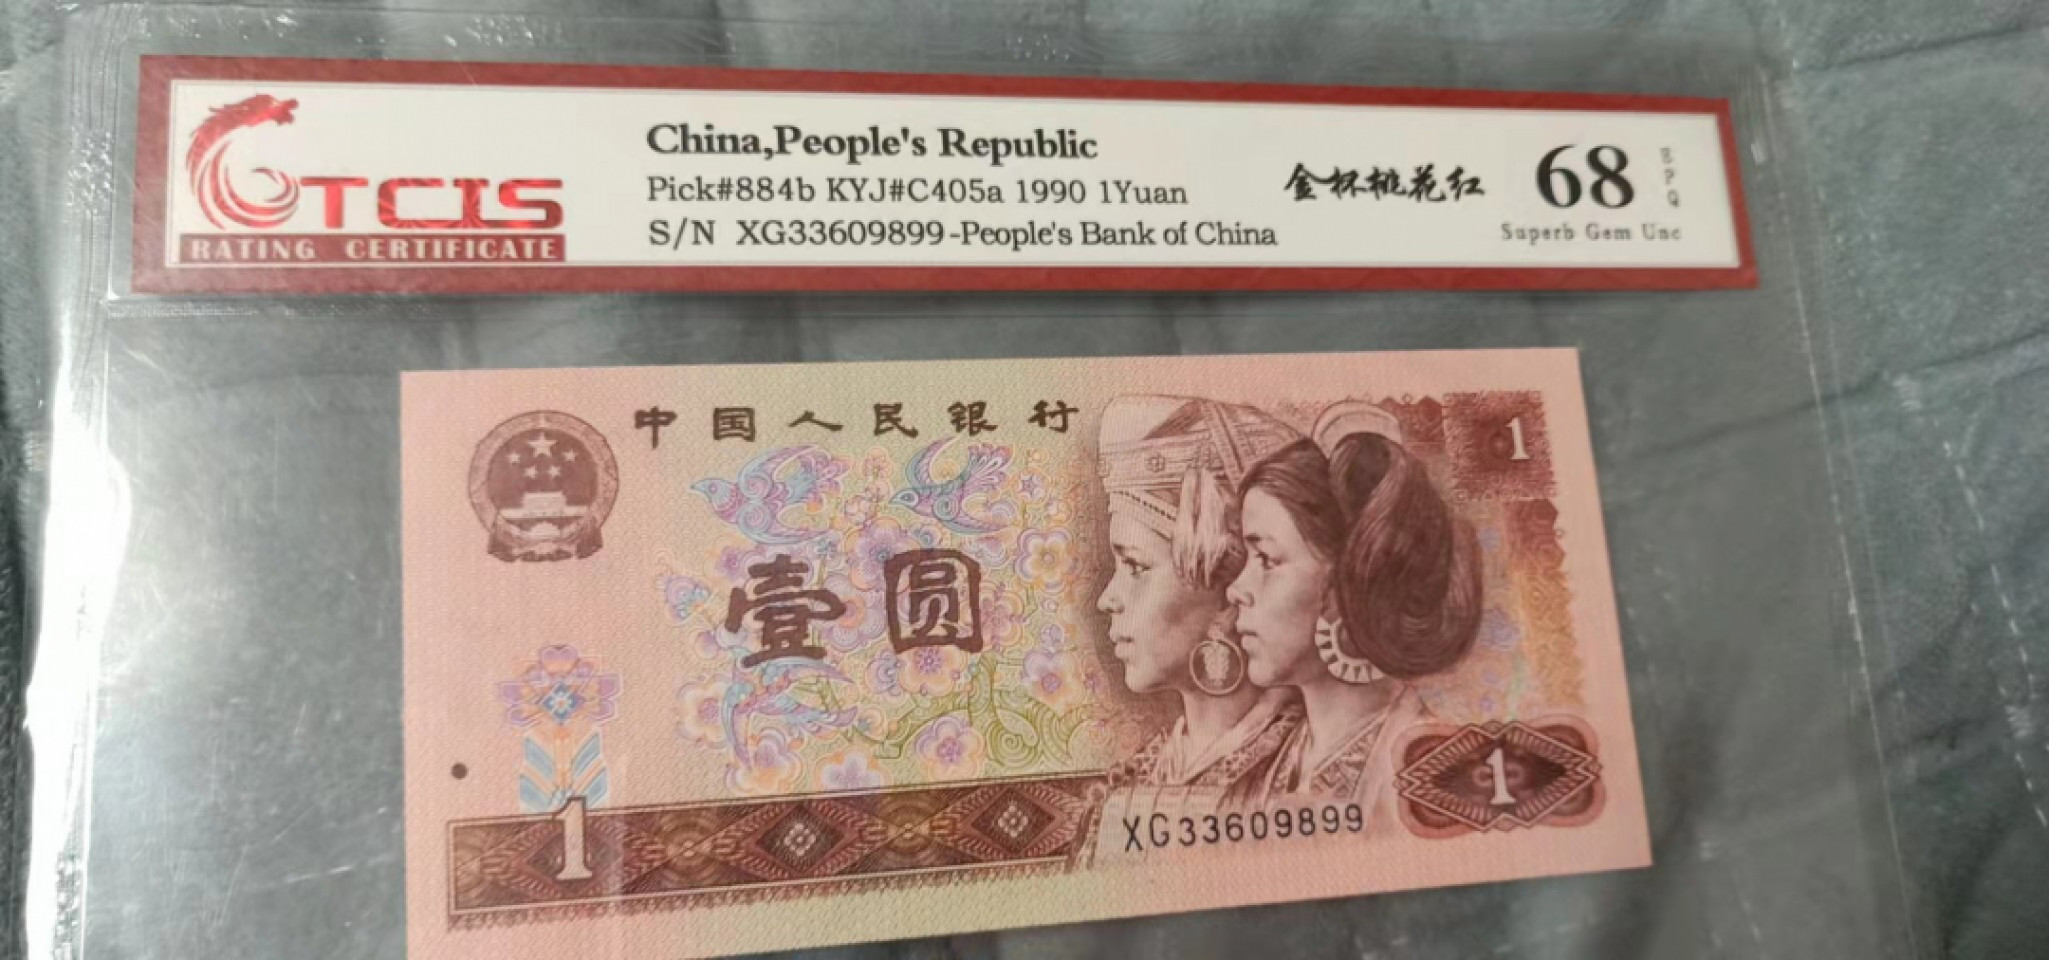 TCIS
RATING CERTIFICATE
China,People's Republic
Pick#884b KYJ#C405a 1990 1Yuan
S/N XG33609899-People's Bank of China
金杯桃花红
68
EPQ
Superb Gem Unc
中国人民银行
1
壹圆
1
1
XG33609899